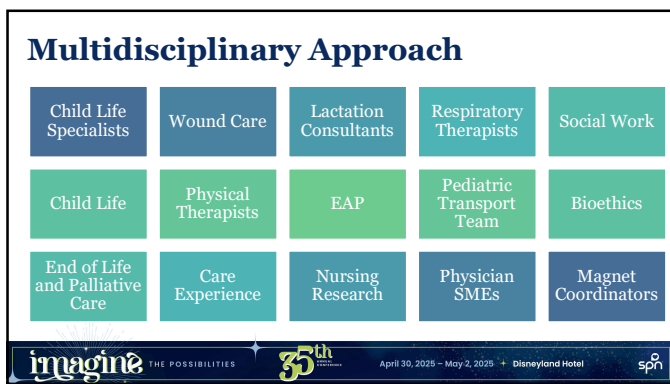 Multidisciplinary Approach
Child Life
Specialists
Wound Care
Lactation
Consultants
Respiratory
Therapists
Social Work
Child Life
Physical
Therapists
EAP
Pediatric
Transport
Team
Bioethics
End of Life
and Palliative
Care
Care
Experience
Nursing
Research
Physician
SMEs
Magnet
Coordinators
imagine THE POSSIBILITIES
35th
ANNUAL
CONFERENCE
April 30, 2025 – May 2, 2025 + Disneyland Hotel
spn